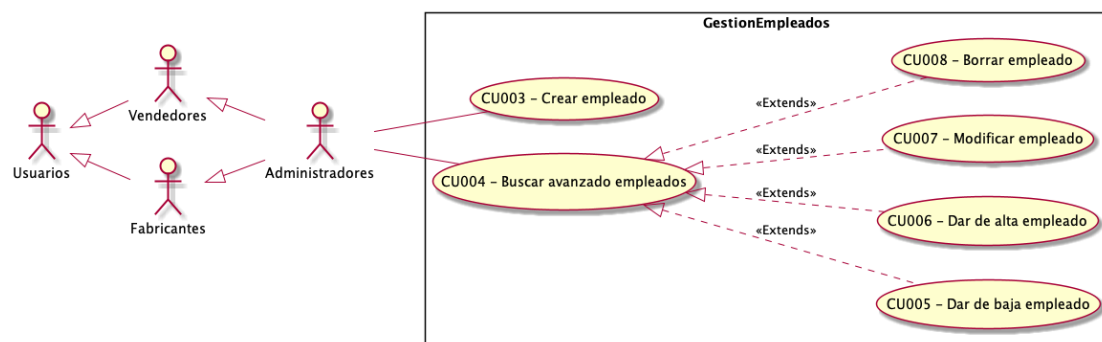 GestionEmpleados
CU008 - Borrar empleado
Vendedores
CU003 - Crear empleado
«Extends»
CU007 - Modificar empleado
«Extends»
Usuarios
Administradores
CU004 - Buscar avanzado empleados
«Extends»
CU006 - Dar de alta empleado
Fabricantes
«Extends»
CU005 - Dar de baja empleado